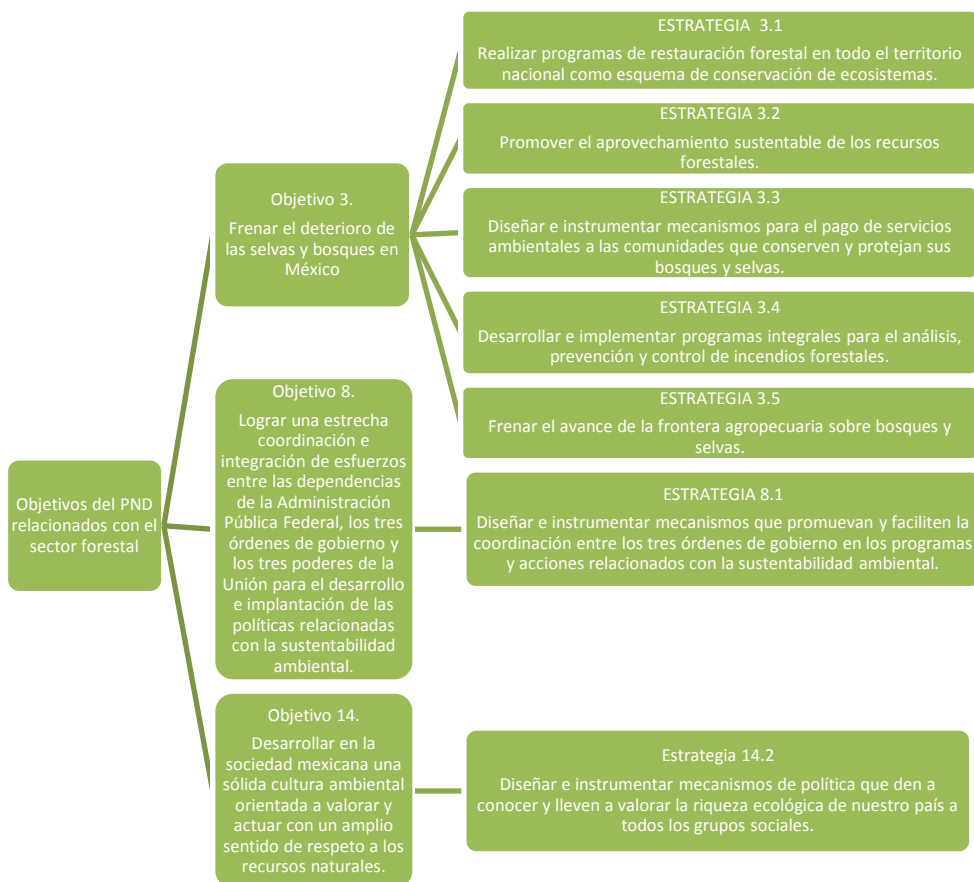 Objetivos del PND
relacionados con el
sector forestal
Objetivo 3.
Frenar el deterioro de
las selvas y bosques en
México
ESTRATEGIA 3.1
Realizar programas de restauración forestal en todo el territorio
nacional como esquema de conservación de ecosistemas.
ESTRATEGIA 3.2
Promover el aprovechamiento sustentable de los recursos
forestales.
ESTRATEGIA 3.3
Diseñar e instrumentar mecanismos para el pago de servicios
ambientales a las comunidades que conserven y protejan sus
bosques y selvas.
ESTRATEGIA 3.4
Desarrollar e implementar programas integrales para el análisis,
prevención y control de incendios forestales.
ESTRATEGIA 3.5
Frenar el avance de la frontera agropecuaria sobre bosques y
selvas.
Objetivo 8.
Lograr una estrecha
coordinación e
integración de esfuerzos
entre las dependencias
de la Administración
Pública Federal, los tres
órdenes de gobierno y
los tres poderes de la
Unión para el desarrollo
e implantación de las
políticas relacionadas
con la sustentabilidad
ambiental.
ESTRATEGIA 8.1
Diseñar e instrumentar mecanismos que promuevan y faciliten la
coordinación entre los tres órdenes de gobierno en los programas
y acciones relacionados con la sustentabilidad ambiental.
Objetivo 14.
Desarrollar en la
sociedad mexicana una
sólida cultura ambiental
orientada a valorar y
actuar con un amplio
sentido de respeto a los
recursos naturales.
Estrategia 14.2
Diseñar e instrumentar mecanismos de política que den a
conocer y lleven a valorar la riqueza ecológica de nuestro país a
todos los grupos sociales.